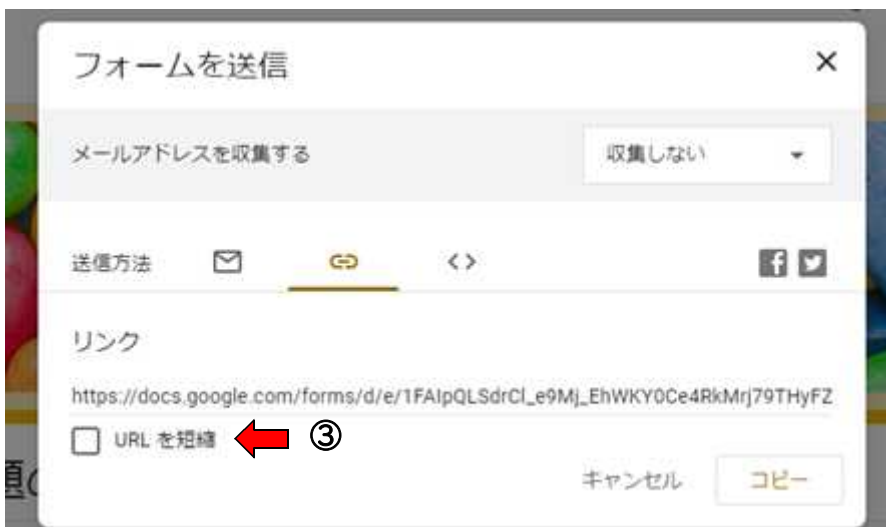 フォームを送信
メールアドレスを収集する 収集しない
送信方法
リンク
https://docs.google.com/forms/d/e/1FAIpQLSdrCl_e9Mj_EhWKY0Ce4RkMrj79THyFZ
URL を短縮 ③
キャンセル コピー
題の